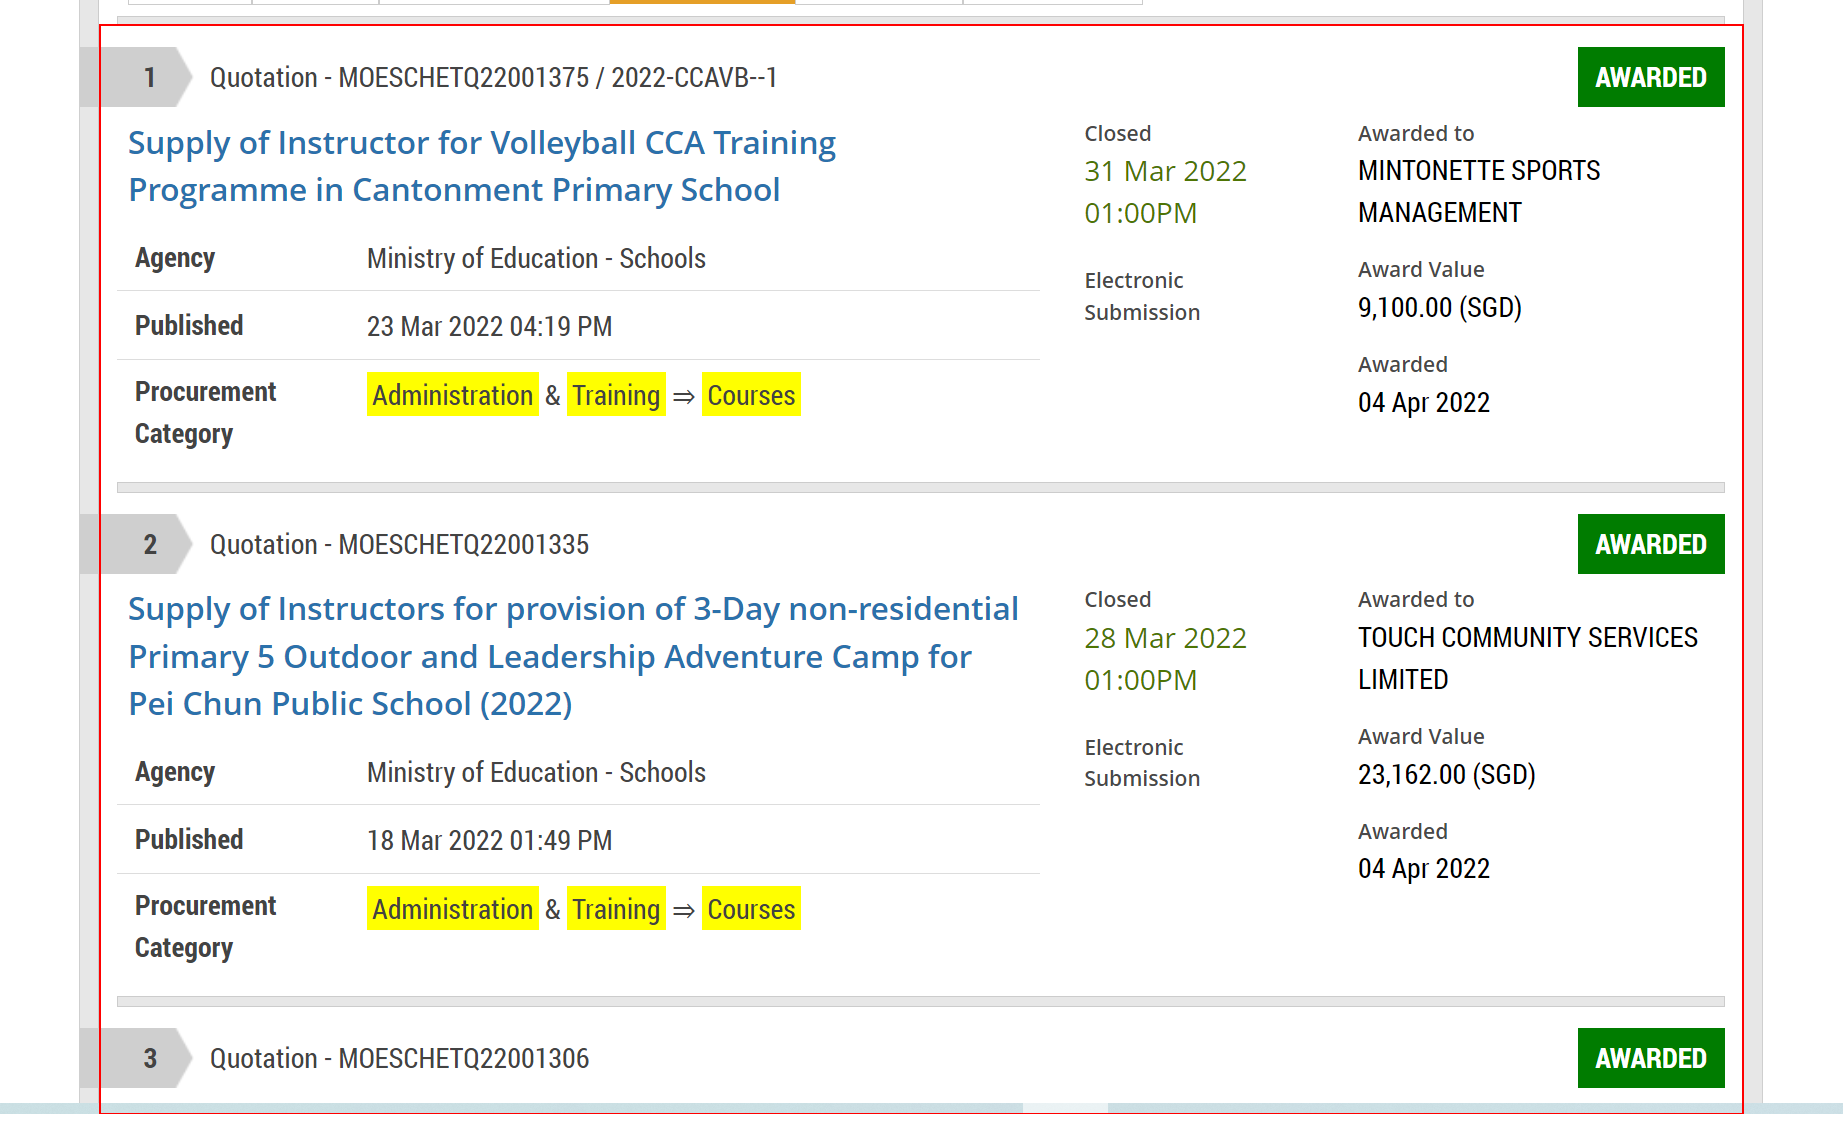 1
Quotation - MOESCHETQ22001375 / 2022-CCAVB--1
AWARDED
Supply of Instructor for Volleyball CCA Training
Programme in Cantonment Primary School
Agency
Ministry of Education - Schools
Published
23 Mar 2022 04:19 PM
Procurement
Category
Administration & Training ⇒ Courses
Closed
31 Mar 2022
01:00PM
Electronic
Submission
Awarded to
MINTONETTE SPORTS
MANAGEMENT
Award Value
9,100.00 (SGD)
Awarded
04 Apr 2022
2
Quotation - MOESCHETQ22001335
AWARDED
Supply of Instructors for provision of 3-Day non-residential
Primary 5 Outdoor and Leadership Adventure Camp for
Pei Chun Public School (2022)
Agency
Ministry of Education - Schools
Published
18 Mar 2022 01:49 PM
Procurement
Category
Administration & Training ⇒ Courses
Closed
28 Mar 2022
01:00PM
Electronic
Submission
Awarded to
TOUCH COMMUNITY SERVICES
LIMITED
Award Value
23,162.00 (SGD)
Awarded
04 Apr 2022
3
Quotation - MOESCHETQ22001306
AWARDED